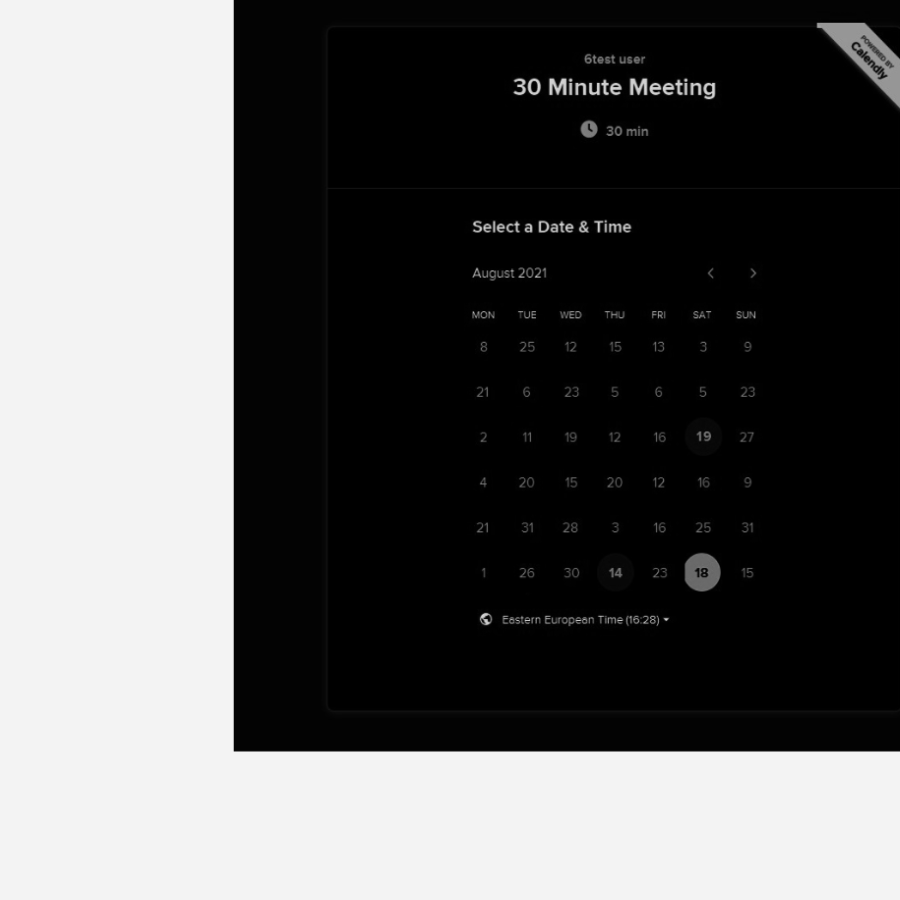 POWERED BY
Calendly
6test user
30 Minute Meeting
30 min
Select a Date & Time
August 2021
MON TUE WED THU FRI SAT SUN
8 25 12 15 13 3 9
21 6 23 5 6 5 23
2 11 19 12 16 19 27
4 20 15 20 12 16 9
21 31 28 3 16 25 31
1 26 30 14 23 18 15
Eastern European Time (16:28)